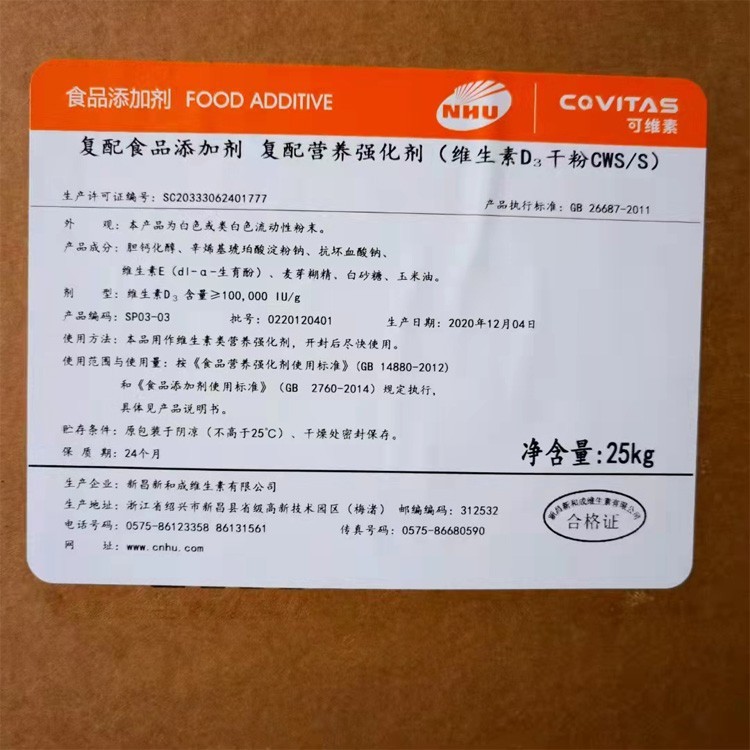 食品添加剂 FOOD ADDITIVE
NHU
COVITAS
可维素
复配食品添加剂 复配营养强化剂（维生素D₃干粉CWS/S）
生产许可证编号：SC20333062401777
产品执行标准：GB 26687-2011
外 观：本产品为白色或类白色流动性粉末。
产品成分：胆钙化醇、辛烯基琥珀酸淀粉钠、抗坏血酸钠、
维生素E（dl-α-生育酚）、麦芽糊精、白砂糖、玉米油。
剂 型：维生素D₃ 含量≥100,000 IU/g
产品编码：SP03-03 批号：0220120401 生产日期：2020年12月04日
使用方法：本品用作维生素类营养强化剂，开封后尽快使用。
使用范围与使用量：按《食品营养强化剂使用标准》(GB 14880-2012)
和《食品添加剂使用标准》（GB 2760-2014）规定执行，
具体见产品说明书。
贮存条件：原包装于阴凉（不高于25℃）、干燥处密封保存。
保 质 期：24个月
净含量:25kg
生产企业：新昌新和成维生素有限公司
生产地址：浙江省绍兴市新昌县省级高新技术园区（梅渚） 邮编编码：312532
电话号码：0575-86123358 86131561 传真号码：0575-86680590
网 址：www.cnhu.com
新昌新和成维生素有限公司
合格证